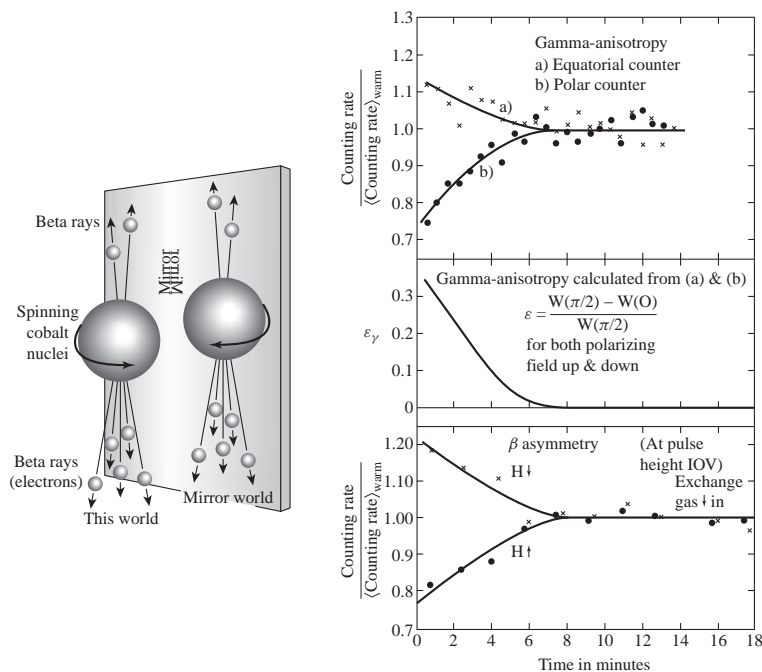 Beta rays
Mirror
Mirror
Spinning
cobalt
nuclei
Beta rays
(electrons)
This world
Mirror world
Counting rate
⟨Counting rate⟩warm
1.3
1.2
1.1
1.0
0.9
0.8
0.7
Gamma-anisotropy
a) Equatorial counter
b) Polar counter
a)
b)
εγ
0.3
0.2
0.1
0
Gamma-anisotropy calculated from (a) & (b)
ε = W(π/2) – W(O)
W(π/2)
for both polarizing
field up & down
Counting rate
⟨Counting rate⟩warm
1.20
1.10
1.00
0.90
0.8
0.7
β asymmetry
H↓
(At pulse
height IOV)
Exchange
gas ↓ in
H↑
0 2 4 6 8 10 12 14 16 18
Time in minutes